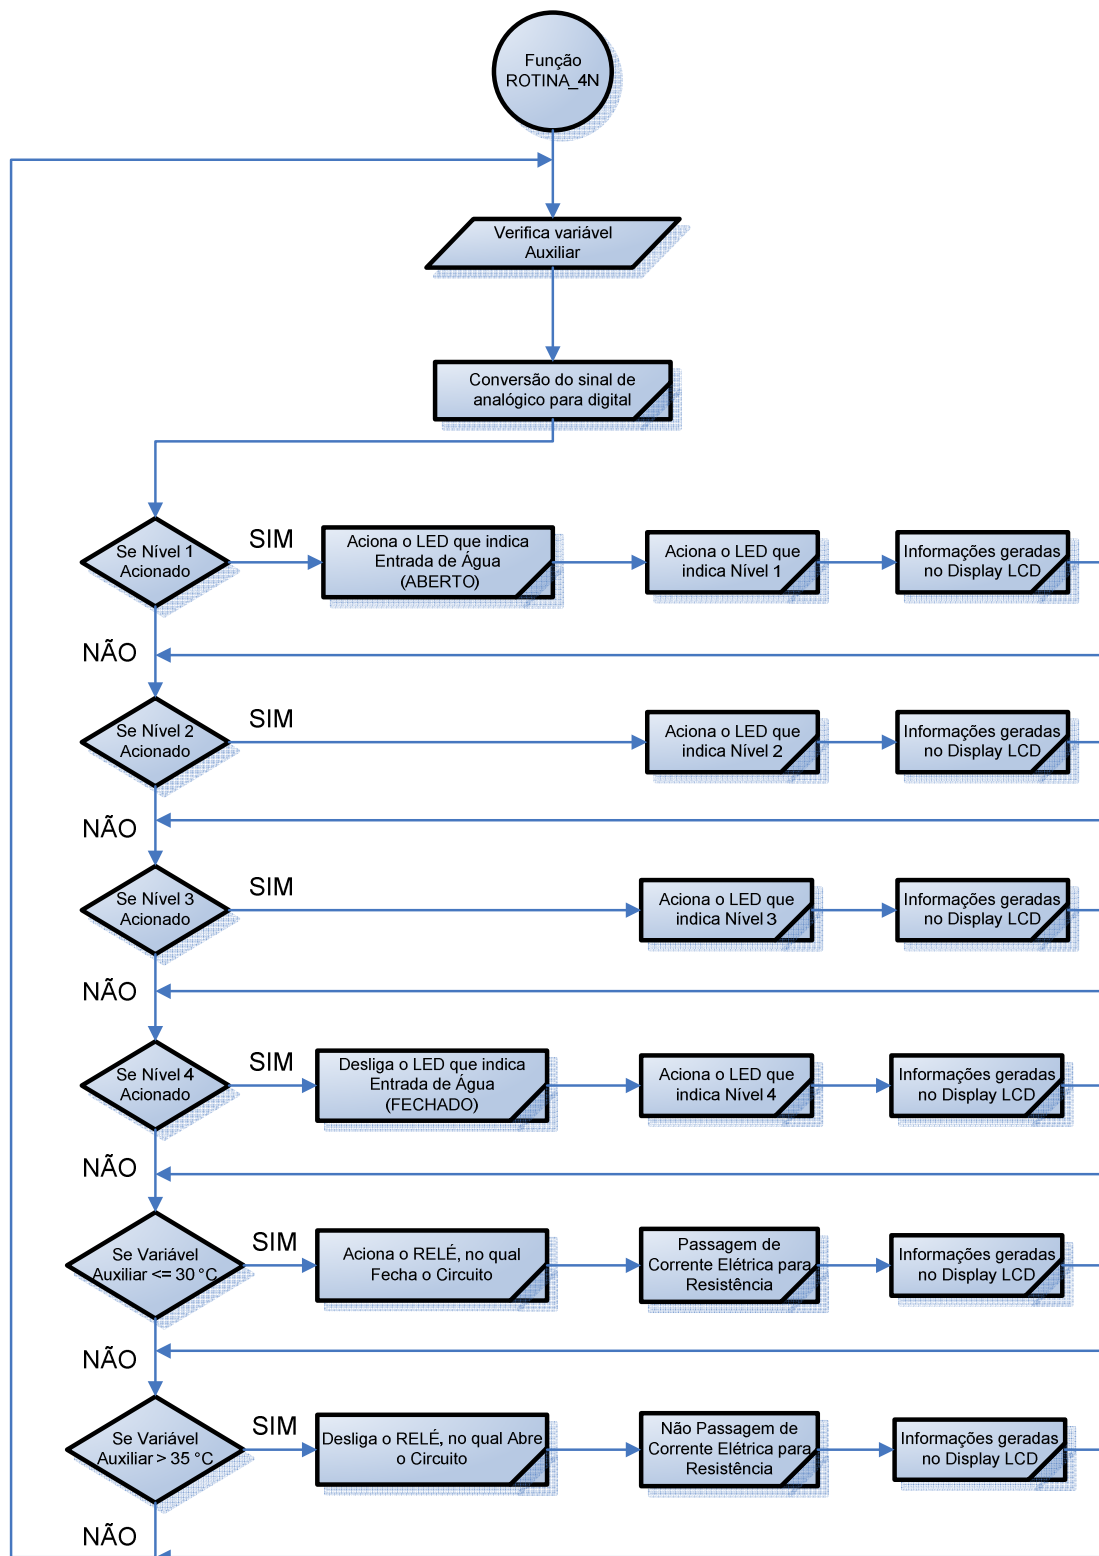 Função
ROTINA_4N
Verifica variável
Auxiliar
Conversão do sinal de
analógico para digital
Se Nível 1
Acionado
SIM
Aciona o LED que indica
Entrada de Água
(ABERTO)
Aciona o LED que
indica Nível 1
Informações geradas
no Display LCD
NÃO
Se Nível 2
Acionado
SIM
Aciona o LED que
indica Nível 2
Informações geradas
no Display LCD
NÃO
Se Nível 3
Acionado
SIM
Aciona o LED que
indica Nível 3
Informações geradas
no Display LCD
NÃO
Se Nível 4
Acionado
SIM
Desliga o LED que indica
Entrada de Água
(FECHADO)
Aciona o LED que
indica Nível 4
Informações geradas
no Display LCD
NÃO
Se Variável
Auxiliar <= 30 °C
SIM
Aciona o RELÉ, no qual
Fecha o Circuito
Passagem de
Corrente Elétrica para
Resistência
Informações geradas
no Display LCD
NÃO
Se Variável
Auxiliar > 35 °C
SIM
Desliga o RELÉ, no qual Abre
o Circuito
Não Passagem de
Corrente Elétrica para
Resistência
Informações geradas
no Display LCD
NÃO